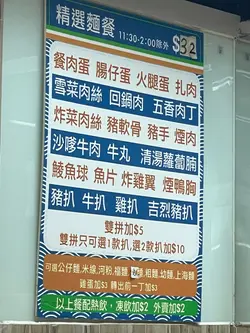 精選麵餐
11:30-2:00除外 $32
餐肉蛋 腸仔蛋 火腿蛋 扎肉
雪菜肉絲 回鍋肉 五香肉丁
炸菜肉絲 豬軟骨 豬手 煙肉
沙嗲牛肉 牛丸 清湯蘿蔔腩
鯪魚球 魚片 炸雞翼 煙鴨胸
豬扒 牛扒 雞扒 吉烈豬扒
雙拼加$5
雙拼只可選1款扒,選2款扒加$10
可選公仔麵,米線,河粉,福麵,粗麵,幼麵,上海麵
雞蛋加$3 轉出前一丁加$3
以上餐配熱飲,凍飲加$2 外賣加$2